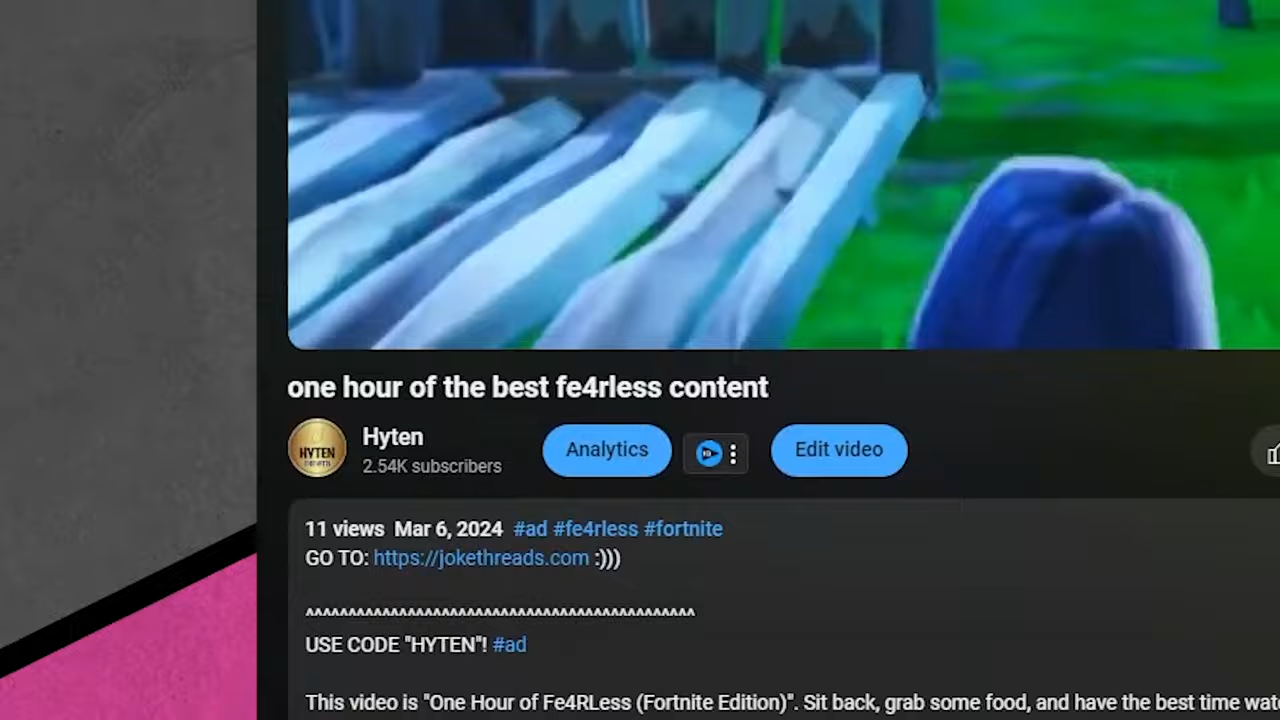 one hour of the best fe4rless content
HYTEN
Hyten
2.54K subscribers
Analytics
Edit video
11 views Mar 6, 2024 #ad #fe4rless #fortnite
GO TO: https://jokethreads.com :)))
^^^^^^^^^^^^^^^^^^^^^^^^^^^^^^^^^^^^^^^^^^^^^^
USE CODE "HYTEN"! #ad
This video is "One Hour of Fe4RLess (Fortnite Edition)". Sit back, grab some food, and have the best time